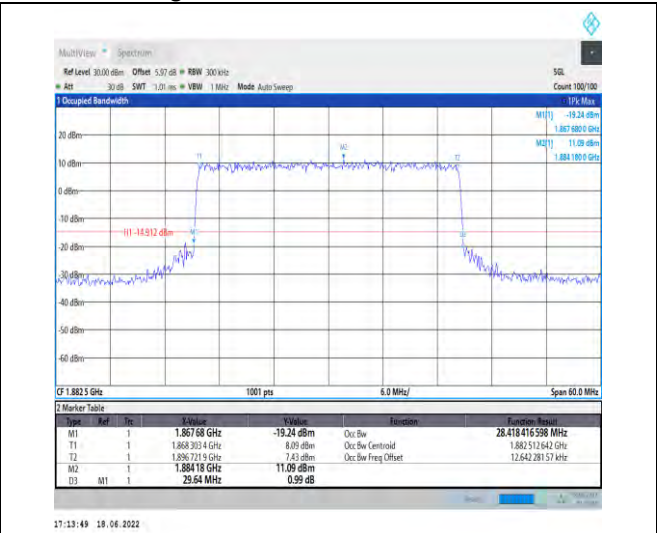 MultiView Spectrum
Ref Level 30.00 dBm Offset 5.97 dB RBW 300 kHz SGL
Att 30 dB SWT 1.01 ms VBW 1 MHz Mode Auto Sweep Count 100/100
1 Occupied Bandwidth 1Pk Max
M1[1] -19.24 dBm
1.867 680 0 GHz
M2[1] 11.09 dBm
1.884 180 0 GHz
20 dBm
M2
T1 T2
10 dBm
0 dBm
-10 dBm
H1 -14.912 dBm
M1
-20 dBm
-30 dBm
-40 dBm
-50 dBm
-60 dBm
CF 1.882 5 GHz 1001 pts 6.0 MHz/ Span 60.0 MHz
2 Marker Table
Type Ref Trc X-Value Y-Value Function Function Result
M1 1 1.867 68 GHz -19.24 dBm Occ Bw 28.418 416 598 MHz
T1 1 1.868 303 4 GHz 8.09 dBm Occ Bw Centroid 1.882 512 642 GHz
T2 1 1.896 721 9 GHz 7.43 dBm Occ Bw Freq Offset 12.642 281 57 kHz
M2 1 1.884 18 GHz 11.09 dBm
D3 M1 1 29.64 MHz 0.99 dB
17:13:49 18.06.2022